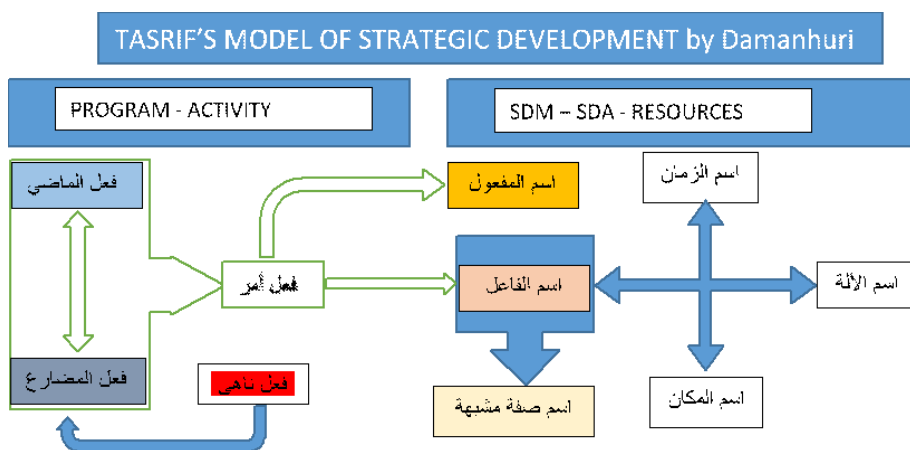 TASRIF'S MODEL OF STRATEGIC DEVELOPMENT by Damanhuri
PROGRAM - ACTIVITY
SDM – SDA - RESOURCES
فعل الماضي
اسم المفعول
اسم الزمان
فعل أمر
اسم الفاعل
اسم الألة
فعل المضارع
فعل ناهي
اسم صفة مشبهة
اسم المكان